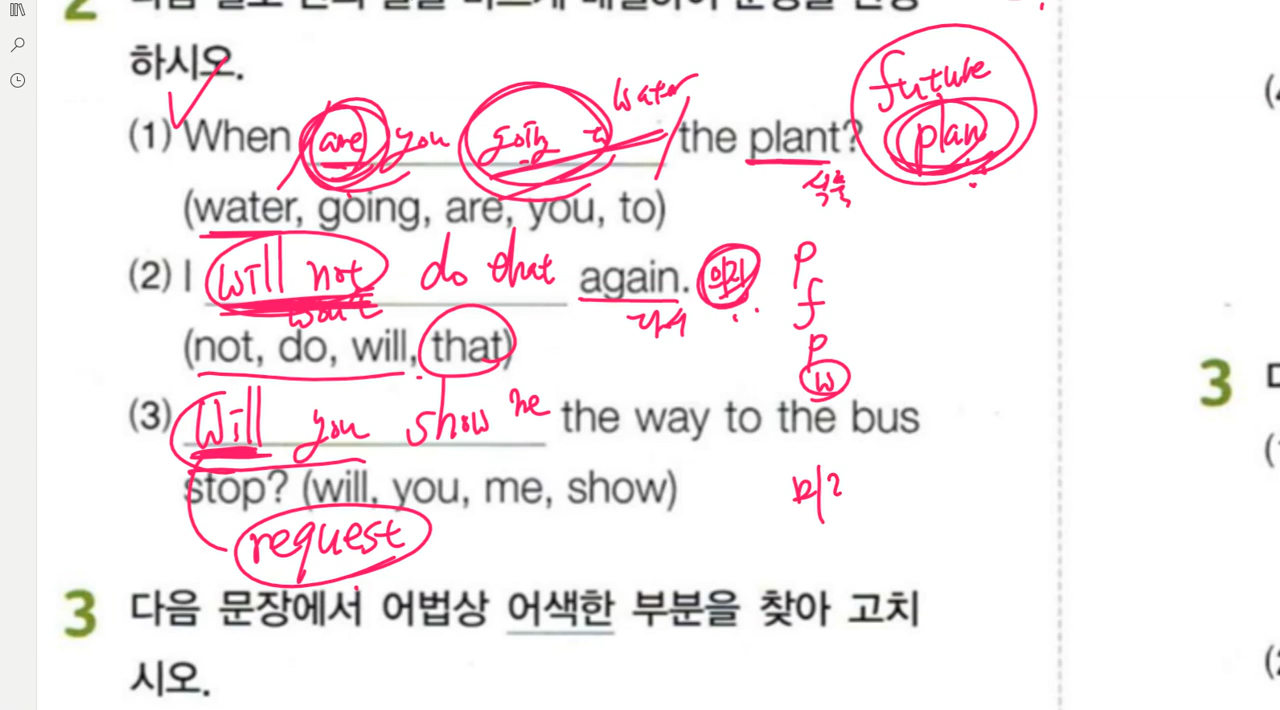 하시오.
future
water
(1) When are you going to the plant? plan
식물
(water, going, are, you, to)
(2) I will not do that again. 의지 p
won't 다시 f
(not, do, will, that) p
w
(3) Will you show me the way to the bus
stop? (will, you, me, show)
request
3 다음 문장에서 어법상 어색한 부분을 찾아 고치
시오.
3